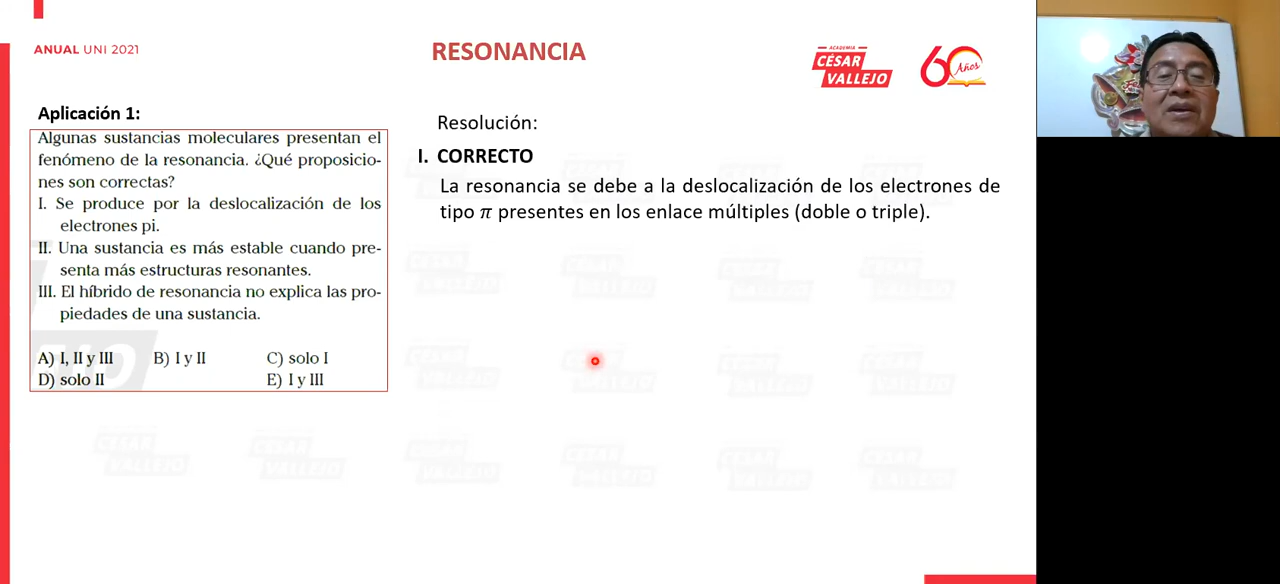 ANUAL UNI 2021
RESONANCIA
ACADEMIA
CÉSAR
VALLEJO
60 Años
Aplicación 1:
Algunas sustancias moleculares presentan el
fenómeno de la resonancia. ¿Qué proposicio-
nes son correctas?
I. Se produce por la deslocalización de los
electrones pi.
II. Una sustancia es más estable cuando pre-
senta más estructuras resonantes.
III. El híbrido de resonancia no explica las pro-
piedades de una sustancia.
A) I, II y III B) I y II C) solo I
D) solo II E) I y III
Resolución:
I. CORRECTO
La resonancia se debe a la deslocalización de los electrones de
tipo π presentes en los enlace múltiples (doble o triple).